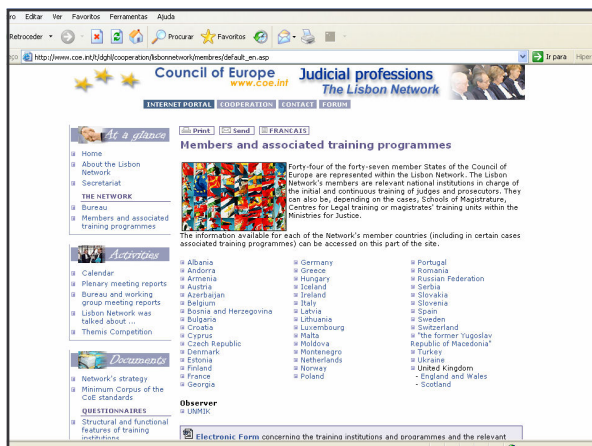 ro Editar Ver Favoritos Ferramentas Ajuda
Retroceder Procurar Favoritos
http://www.coe.int/t/dghl/cooperation/lisbonnetwork/membres/default_en.asp Ir para Hiper
Council of Europe
www.coe.int
Judicial professions
The Lisbon Network
INTERNET PORTAL COOPERATION CONTACT FORUM
At a glance
Home
About the Lisbon
Network
Secretariat
THE NETWORK
Bureau
Members and associated
training programmes
Activities
Calendar
Plenary meeting reports
Bureau and working
group meeting reports
Lisbon Network was
talked about ...
Themis Competition
Documents
Network's strategy
Minimum Corpus of the
CoE standards
QUESTIONNAIRES
Structural and functional
features of training
institutions
Print Send FRANCAIS
Members and associated training programmes
Forty-four of the forty-seven member States of the Council of
Europe are represented within the Lisbon Network. The Lisbon
Network's members are relevant national institutions in charge of
the initial and continuous training of judges and prosecutors. They
can also be, depending on the cases, Schools of Magistrature,
Centres for Legal training or magistrates' training units within the
Ministries for Justice.
The information available for each of the Network's member countries (including in certain cases
associated training programmes) can be accessed on this part of the site.
Albania
Andorra
Armenia
Austria
Azerbaijan
Belgium
Bosnia and Herzegovina
Bulgaria
Croatia
Cyprus
Czech Republic
Denmark
Estonia
Finland
France
Georgia
Germany
Greece
Hungary
Iceland
Ireland
Italy
Latvia
Lithuania
Luxembourg
Malta
Moldova
Montenegro
Netherlands
Norway
Poland
Portugal
Romania
Russian Federation
Serbia
Slovakia
Slovenia
Spain
Sweden
Switzerland
"the former Yugoslav
Republic of Macedonia"
Turkey
Ukraine
United Kingdom
- England and Wales
- Scotland
Observer
UNMIK
Electronic Form concerning the training institutions and programmes and the relevant